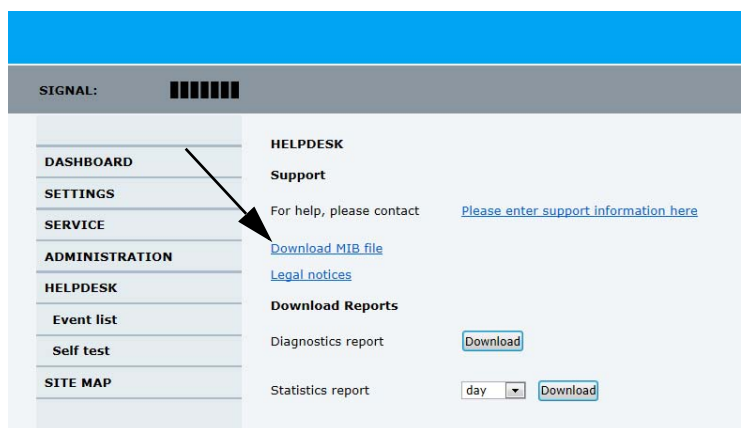 SIGNAL:
DASHBOARD
SETTINGS
SERVICE
ADMINISTRATION
HELPDESK
Event list
Self test
SITE MAP
HELPDESK
Support
For help, please contact Please enter support information here
Download MIB file
Legal notices
Download Reports
Diagnostics report Download
Statistics report day Download